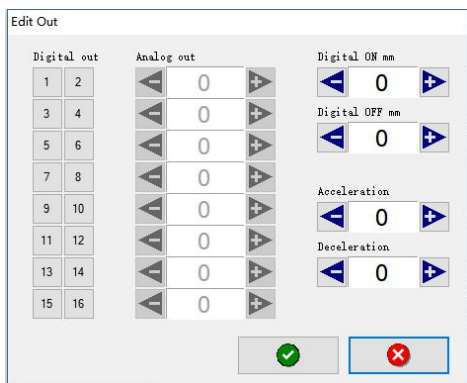 Edit Out
Digital out Analog out Digital ON mm
1 2 0 0
3 4 0 Digital OFF mm
5 6 0 0
7 8 0
9 10 0 Acceleration
11 12 0 0
13 14 0 Deceleration
15 16 0 0